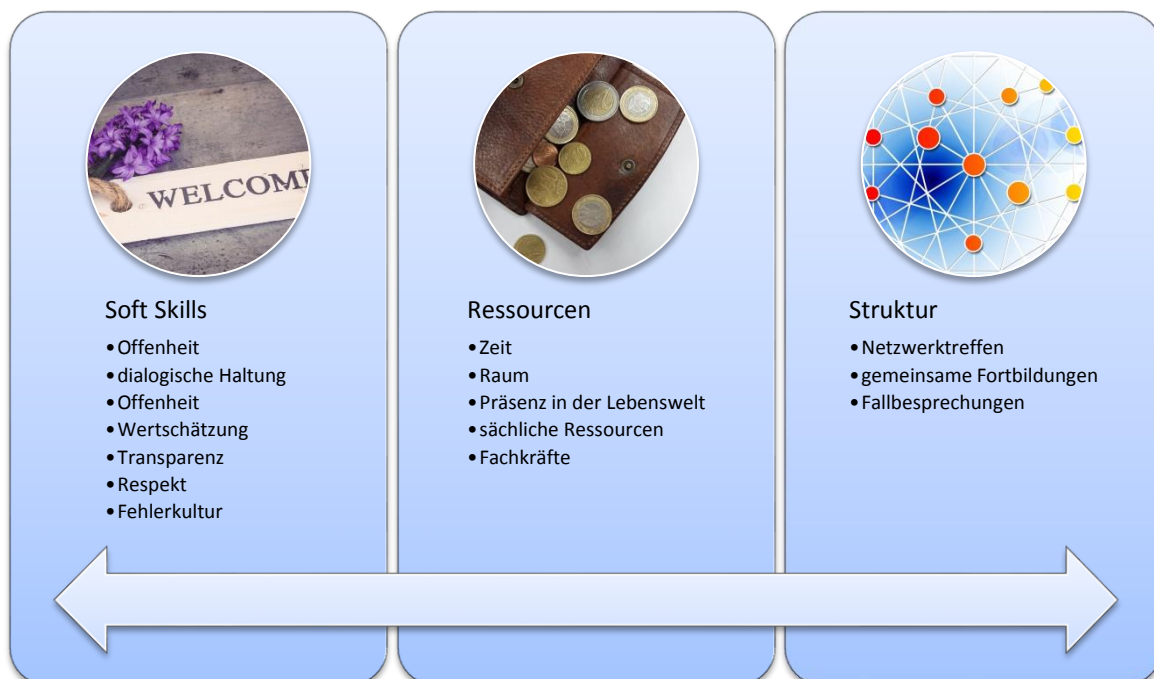 WELCOME
Soft Skills
•Offenheit
•dialogische Haltung
•Offenheit
•Wertschätzung
•Transparenz
•Respekt
•Fehlerkultur
Ressourcen
•Zeit
•Raum
•Präsenz in der Lebenswelt
•sächliche Ressourcen
•Fachkräfte
Struktur
•Netzwerktreffen
•gemeinsame Fortbildungen
•Fallbesprechungen